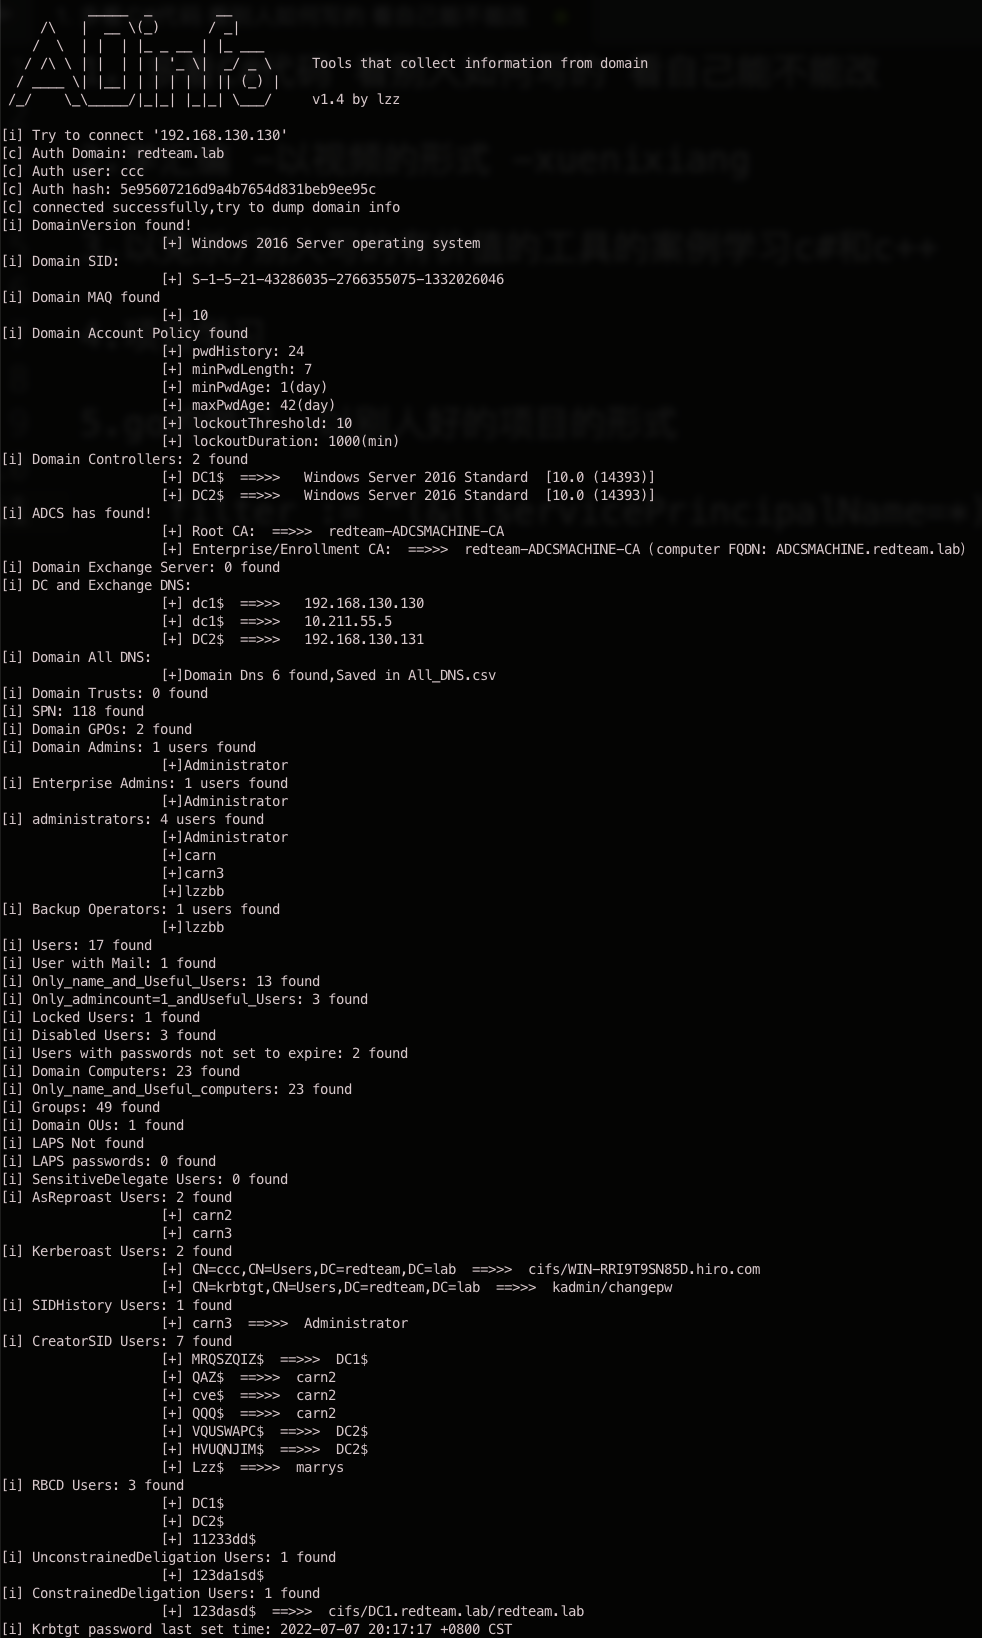 Tools that collect information from domain
v1.4 by lzz
[i] Try to connect '192.168.130.130'
[c] Auth Domain: redteam.lab
[c] Auth user: ccc
[c] Auth hash: 5e95607216d9a4b7654d831beb9ee95c
[c] connected successfully,try to dump domain info
[i] DomainVersion found!
[+] Windows 2016 Server operating system
[i] Domain SID:
[+] S-1-5-21-43286035-2766355075-1332026046
[i] Domain MAQ found
[+] 10
[i] Domain Account Policy found
[+] pwdHistory: 24
[+] minPwdLength: 7
[+] minPwdAge: 1(day)
[+] maxPwdAge: 42(day)
[+] lockoutThreshold: 10
[+] lockoutDuration: 1000(min)
[i] Domain Controllers: 2 found
[+] DC1$  ==>>>   Windows Server 2016 Standard  [10.0 (14393)]
[+] DC2$  ==>>>   Windows Server 2016 Standard  [10.0 (14393)]
[i] ADCS has found!
[+] Root CA:  ==>>>  redteam-ADCSMACHINE-CA
[+] Enterprise/Enrollment CA:  ==>>>  redteam-ADCSMACHINE-CA (computer FQDN: ADCSMACHINE.redteam.lab)
[i] Domain Exchange Server: 0 found
[i] DC and Exchange DNS:
[+] dc1$  ==>>>   192.168.130.130
[+] dc1$  ==>>>   10.211.55.5
[+] DC2$  ==>>>   192.168.130.131
[i] Domain All DNS:
[+]Domain Dns 6 found,Saved in All_DNS.csv
[i] Domain Trusts: 0 found
[i] SPN: 118 found
[i] Domain GPOs: 2 found
[i] Domain Admins: 1 users found
[+]Administrator
[i] Enterprise Admins: 1 users found
[+]Administrator
[i] administrators: 4 users found
[+]Administrator
[+]carn
[+]carn3
[+]lzzbb
[i] Backup Operators: 1 users found
[+]lzzbb
[i] Users: 17 found
[i] User with Mail: 1 found
[i] Only_name_and_Useful_Users: 13 found
[i] Only_admincount=1_andUseful_Users: 3 found
[i] Locked Users: 1 found
[i] Disabled Users: 3 found
[i] Users with passwords not set to expire: 2 found
[i] Domain Computers: 23 found
[i] Only_name_and_Useful_computers: 23 found
[i] Groups: 49 found
[i] Domain OUs: 1 found
[i] LAPS Not found
[i] LAPS passwords: 0 found
[i] SensitiveDelegate Users: 0 found
[i] AsReproast Users: 2 found
[+] carn2
[+] carn3
[i] Kerberoast Users: 2 found
[+] CN=ccc,CN=Users,DC=redteam,DC=lab  ==>>>  cifs/WIN-RRI9T9SN85D.hiro.com
[+] CN=krbtgt,CN=Users,DC=redteam,DC=lab  ==>>>  kadmin/changepw
[i] SIDHistory Users: 1 found
[+] carn3  ==>>>  Administrator
[i] CreatorSID Users: 7 found
[+] MRQSZQIZ$  ==>>>  DC1$
[+] QAZ$  ==>>>  carn2
[+] cve$  ==>>>  carn2
[+] QQQ$  ==>>>  carn2
[+] VQUSWAPC$  ==>>>  DC2$
[+] HVUQNJIM$  ==>>>  DC2$
[+] Lzz$  ==>>>  marrys
[i] RBCD Users: 3 found
[+] DC1$
[+] DC2$
[+] 11233dd$
[i] UnconstrainedDeligation Users: 1 found
[+] 123da1sd$
[i] ConstrainedDeligation Users: 1 found
[+] 123dasd$  ==>>>  cifs/DC1.redteam.lab/redteam.lab
[i] Krbtgt password last set time: 2022-07-07 20:17:17 +0800 CST